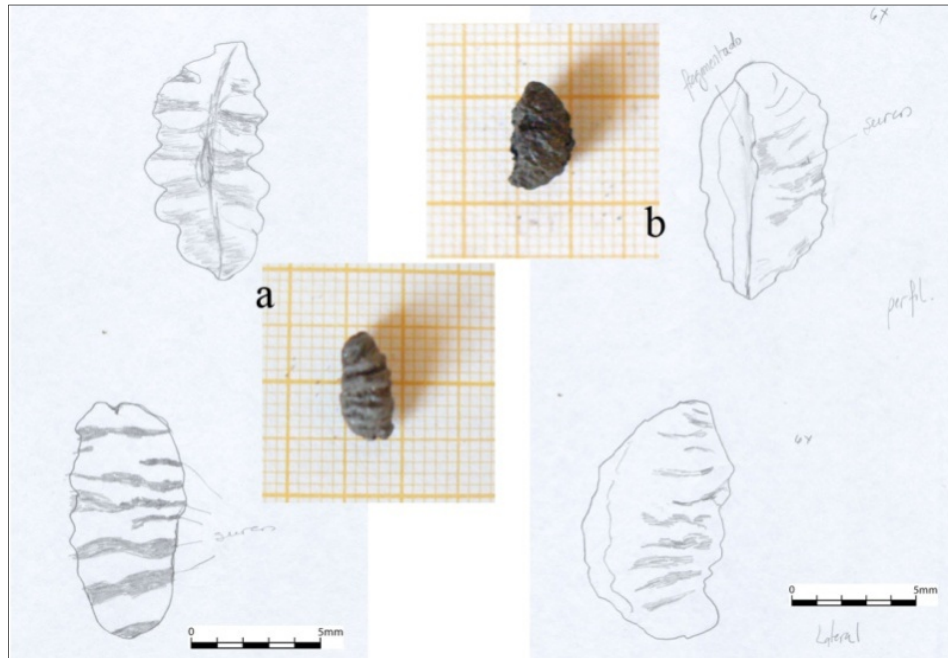 6x
fragmentado
surcos
b
a
perfil.
surcos
6x
0 5mm
0 5mm
Lateral